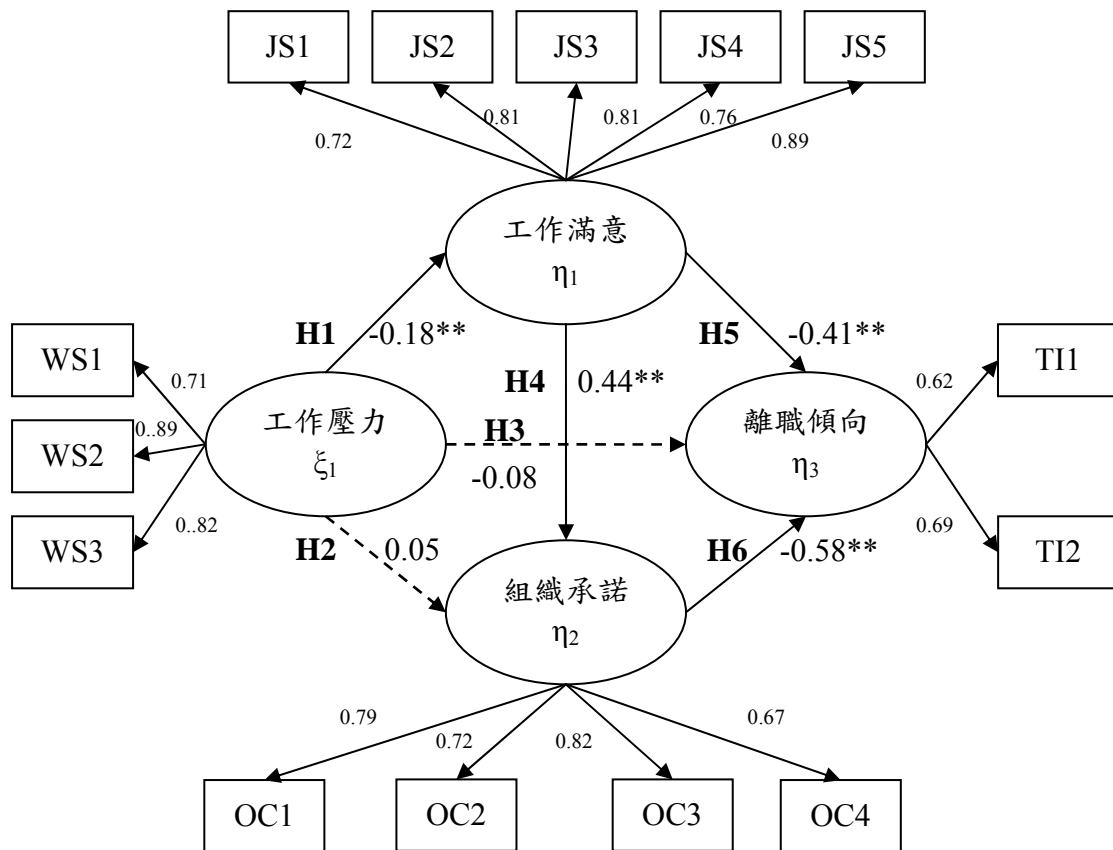 JS1 JS2 JS3 JS4 JS5
0.72 0.81 0.81 0.76 0.89
工作滿意
η1
H1 -0.18**
H5 -0.41**
H4 0.44**
WS1
WS2
WS3
0.71
0..89
0..82
工作壓力
ξ1
H3
-0.08
離職傾向
η3
0.62
0.69
TI1
TI2
H2 0.05
H6 -0.58**
組織承諾
η2
0.79 0.72 0.82 0.67
OC1 OC2 OC3 OC4